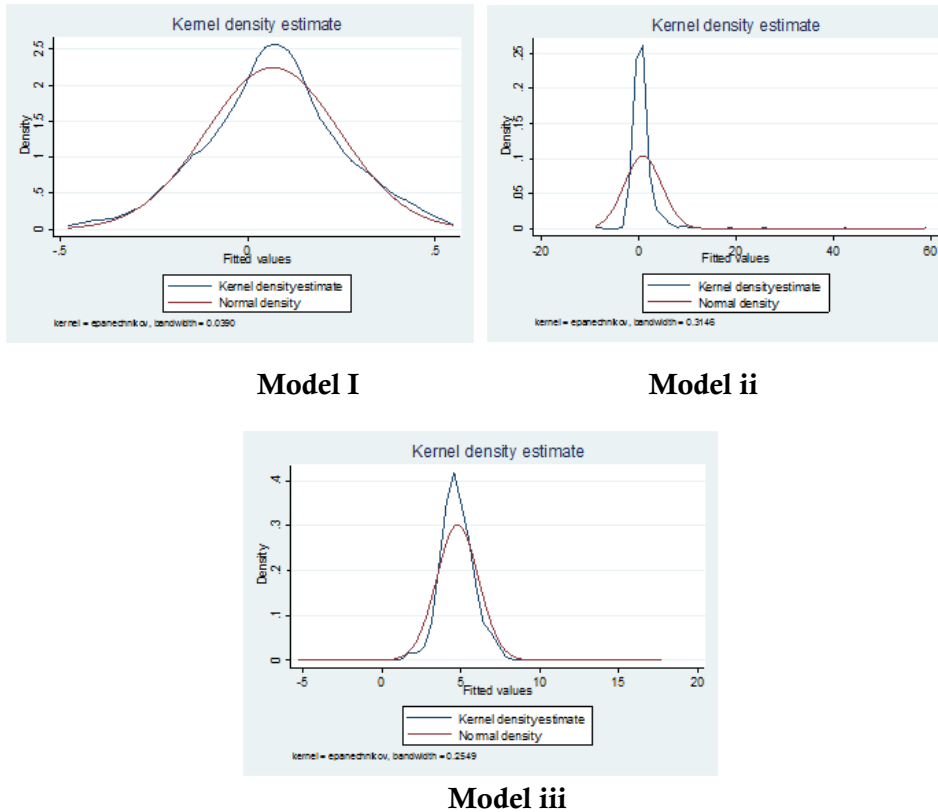 Kernel density estimate
Density
0 .5 1 1.5 2 2.5
-.5 0 .5
Fitted values
Kernel densityestimate
Normal density
kernel = epanechnikov, bandwidth = 0.0390
Model I
Kernel density estimate
Density
0 .05 .1 .15 .2 .25
-20 0 20 40 60
Fitted values
Kernel densityestimate
Normal density
kernel = epanechnikov, bandwidth = 0.3146
Model ii
Kernel density estimate
Density
0 .1 .2 .3 .4
-5 0 5 10 15 20
Fitted values
Kernel densityestimate
Normal density
kernel = epanechnikov, bandwidth = 0.2549
Model iii